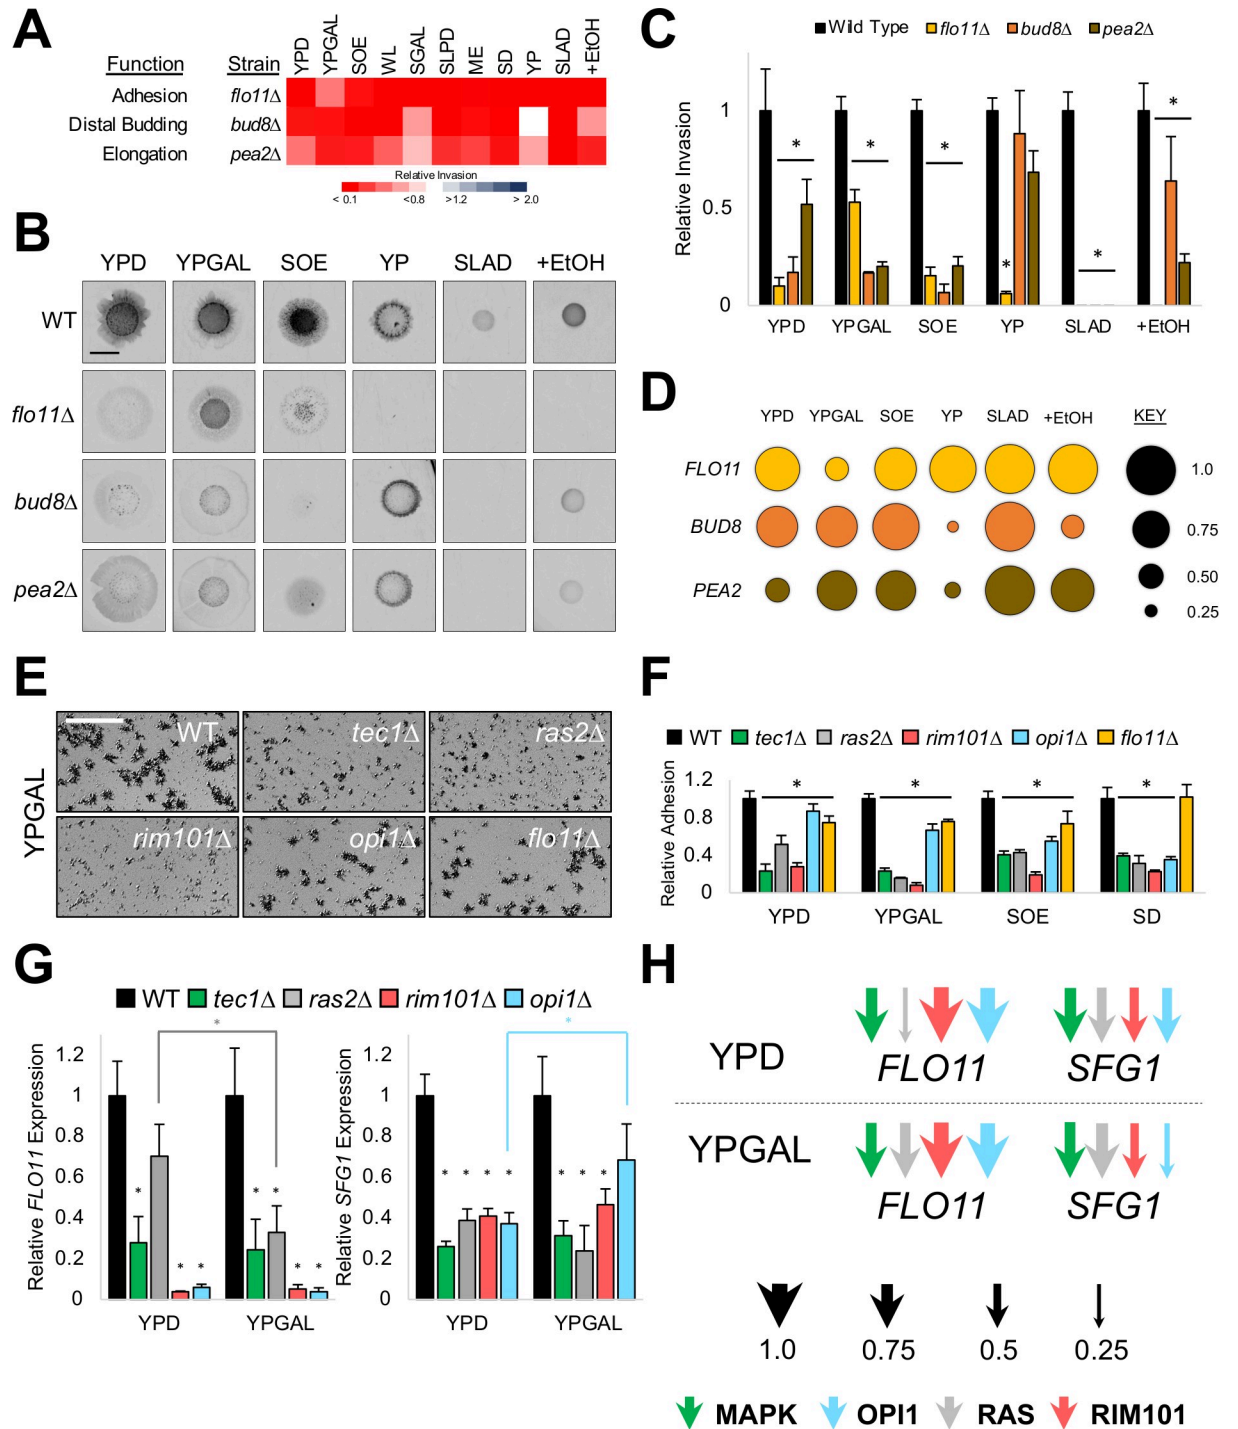 A
YPD YPGAL SOE WL SGAL SLPD ME SD YP SLAD +EtOH
Function Strain
Adhesion flo11Δ
Distal Budding bud8Δ
Elongation pea2Δ
Relative Invasion
< 0.1 <0.8 >1.2 > 2.0
B
YPD YPGAL SOE YP SLAD +EtOH
WT
flo11Δ
bud8Δ
pea2Δ
C
Wild Type flo11Δ bud8Δ pea2Δ
Relative Invasion
1
0.5
0
* * * * * *
YPD YPGAL SOE YP SLAD +EtOH
D
YPD YPGAL SOE YP SLAD +EtOH KEY
FLO11 1.0
BUD8 0.75
PEA2 0.50
0.25
E
YPGAL
WT tec1Δ ras2Δ
rim101Δ opi1Δ flo11Δ
F
WT tec1Δ ras2Δ rim101Δ opi1Δ flo11Δ
Relative Adhesion
1.2
0.8
0.4
0
* * * *
YPD YPGAL SOE SD
G
WT tec1Δ ras2Δ rim101Δ opi1Δ
Relative FLO11 Expression
1.2
1
0.8
0.6
0.4
0.2
0
* * * * * * * *
YPD YPGAL
Relative SFG1 Expression
1.2
1
0.8
0.6
0.4
0.2
0
* * * * * * * *
YPD YPGAL
H
YPD
FLO11 SFG1
YPGAL
FLO11 SFG1
1.0 0.75 0.5 0.25
MAPK OPI1 RAS RIM101